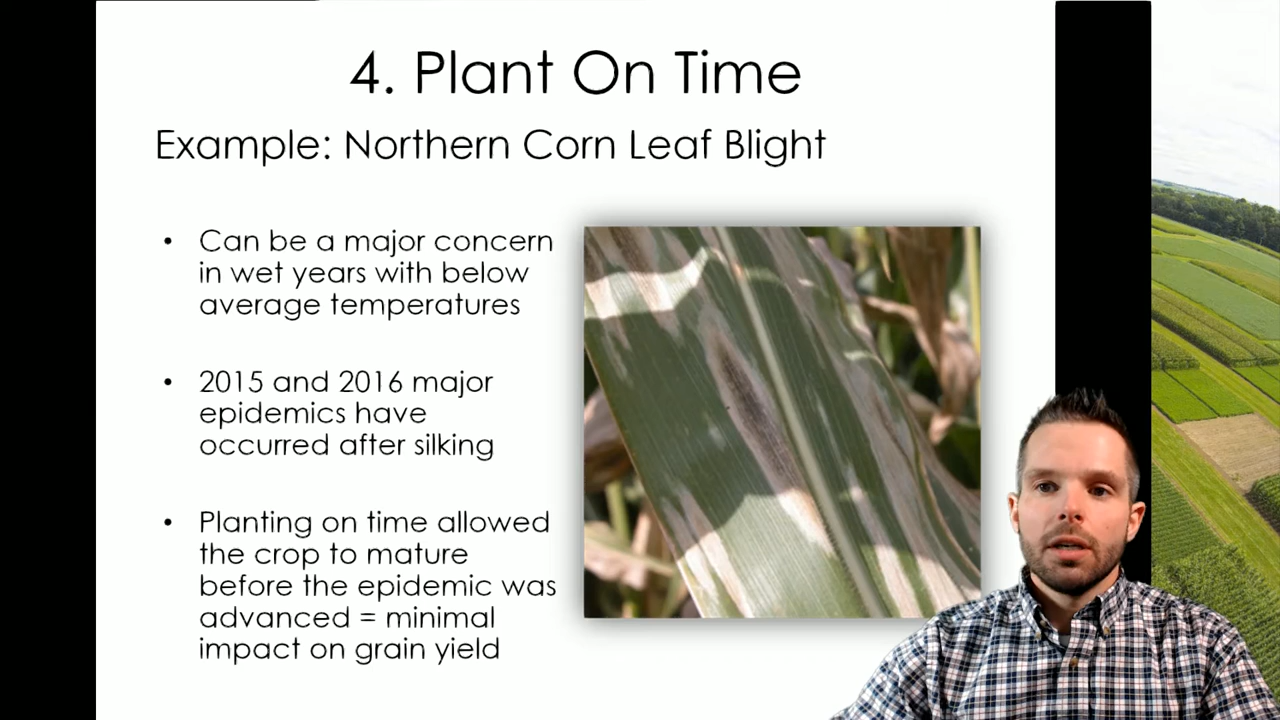 4. Plant On Time
Example: Northern Corn Leaf Blight
• Can be a major concern
in wet years with below
average temperatures
• 2015 and 2016 major
epidemics have
occurred after silking
• Planting on time allowed
the crop to mature
before the epidemic was
advanced = minimal
impact on grain yield